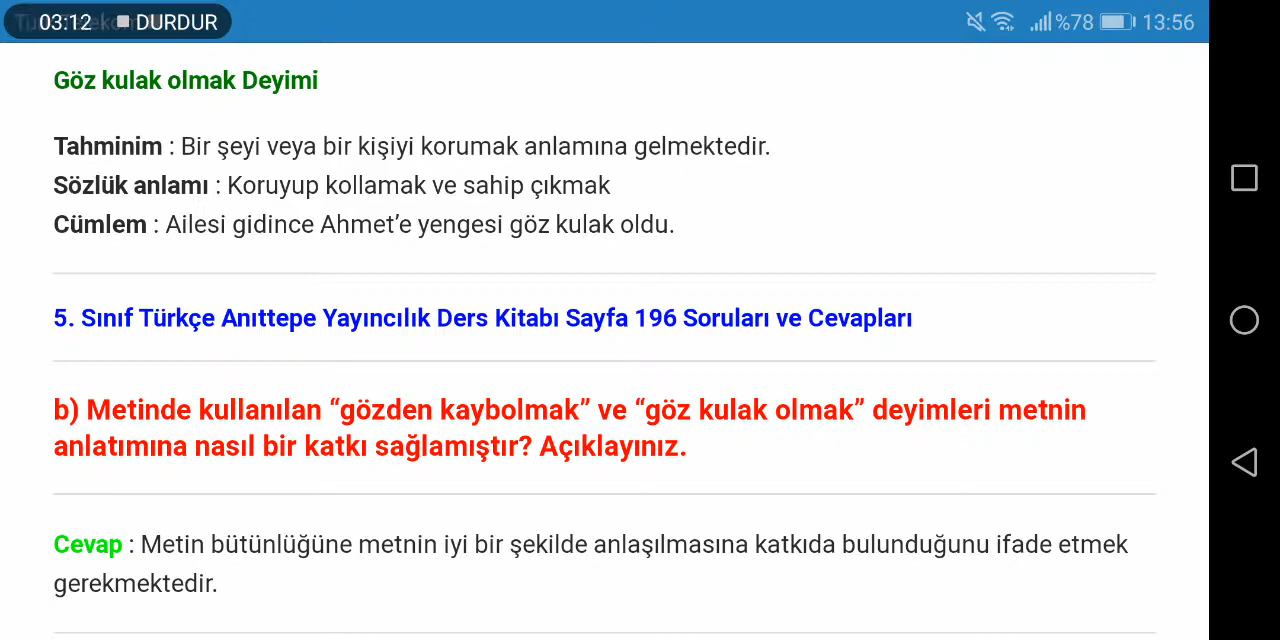 03:12 DURDUR %78 13:56
Göz kulak olmak Deyimi
Tahminim : Bir şeyi veya bir kişiyi korumak anlamına gelmektedir.
Sözlük anlamı : Koruyup kollamak ve sahip çıkmak
Cümlem : Ailesi gidince Ahmet’e yengesi göz kulak oldu.
5. Sınıf Türkçe Anıttepe Yayıncılık Ders Kitabı Sayfa 196 Soruları ve Cevapları
b) Metinde kullanılan “gözden kaybolmak” ve “göz kulak olmak” deyimleri metnin
anlatımına nasıl bir katkı sağlamıştır? Açıklayınız.
Cevap : Metin bütünlüğüne metnin iyi bir şekilde anlaşılmasına katkıda bulunduğunu ifade etmek
gerekmektedir.